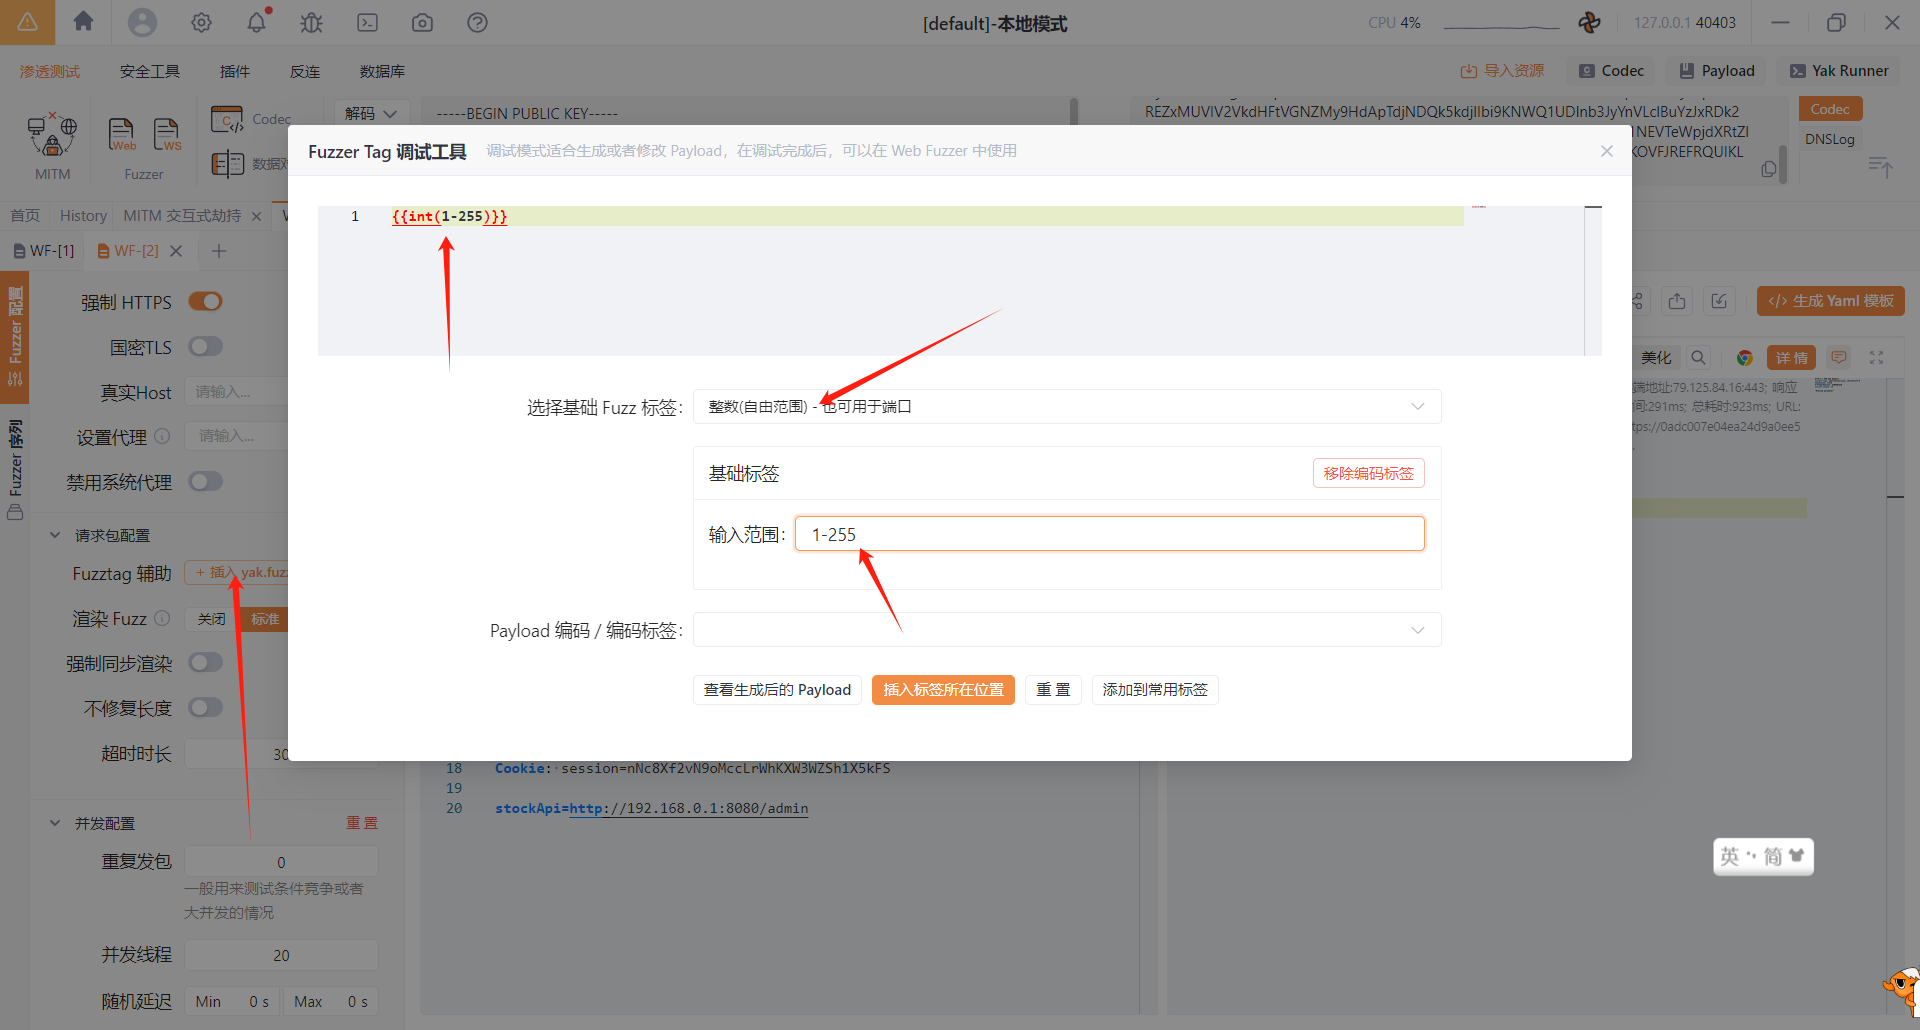 [default]-本地模式
CPU 4%
127.0.0.1 40403
渗透测试 安全工具 插件 反连 数据库
导入资源 Codec Payload Yak Runner
MITM
Web
WS
Fuzzer
Codec
解码
-----BEGIN PUBLIC KEY-----
REZxMUVIV2VkdHFtVGNZMy9HdApTdjNDQk5kdjllbi9KNWQ1UDlnb3JyYnVLclBuYzJxRDk2
1NEVTeWpjdXRtZl
KOVFJREFRQUIKL
Codec
DNSLog
首页 History MITM 交互式劫持
WF-[1] WF-[2]
Fuzzer 配置
Fuzzer 序列
强制 HTTPS
国密TLS
真实Host 请输入...
设置代理 请输入...
禁用系统代理
请求包配置
Fuzztag 辅助 + 插入 yak.fuzz
渲染 Fuzz 关闭 标准
强制同步渲染
不修复长度
超时时长 30
并发配置 重 置
重复发包 0
一般用来测试条件竞争或者
大并发的情况
并发线程 20
随机延迟 Min 0 s Max 0 s
Fuzzer Tag 调试工具 调试模式适合生成或者修改 Payload，在调试完成后，可以在 Web Fuzzer 中使用
1 {{int(1-255)}}
选择基础 Fuzz 标签: 整数(自由范围) - 也可用于端口
基础标签 移除编码标签
输入范围: 1-255
Payload 编码 / 编码标签:
查看生成后的 Payload 插入标签所在位置 重 置 添加到常用标签
</> 生成 Yaml 模板
美化 详 情
端地址:79.125.84.16:443; 响应
间:291ms; 总耗时:923ms; URL:
tps://0adc007e04ea24d9a0ee5
18 Cookie: session=nNc8Xf2vN9oMccLrWhKXW3WZSh1X5kFS
19
20 stockApi=http://192.168.0.1:8080/admin
英 简